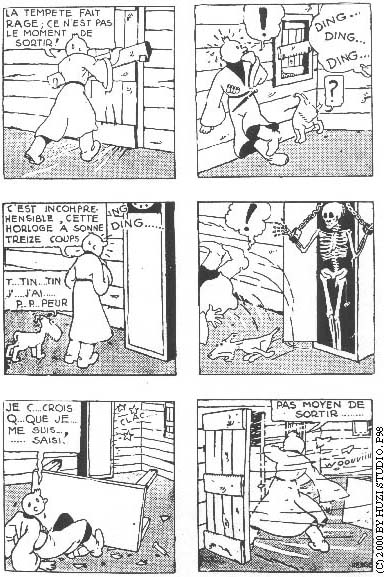 LA TEMPETE FAIT
RAGE; CE N'EST PAS
LE MOMENT DE
SORTIR!
!
DING...
DING...
DING...
?
C'EST INCOMPRE-
HENSIBLE, CETTE
HORLOGE A SONNE
TREIZE COUPS
DING....
T...TIN...TIN
J'....J'AI.....
P..P...PEUR
!
?
JE C....CROIS
Q...QUE JE....
ME SUIS...,
...... SAISI.
CLAC..
PAS MOYEN DE
SORTIR ........
(C) 2000 BY HUZI STUDIO, P98